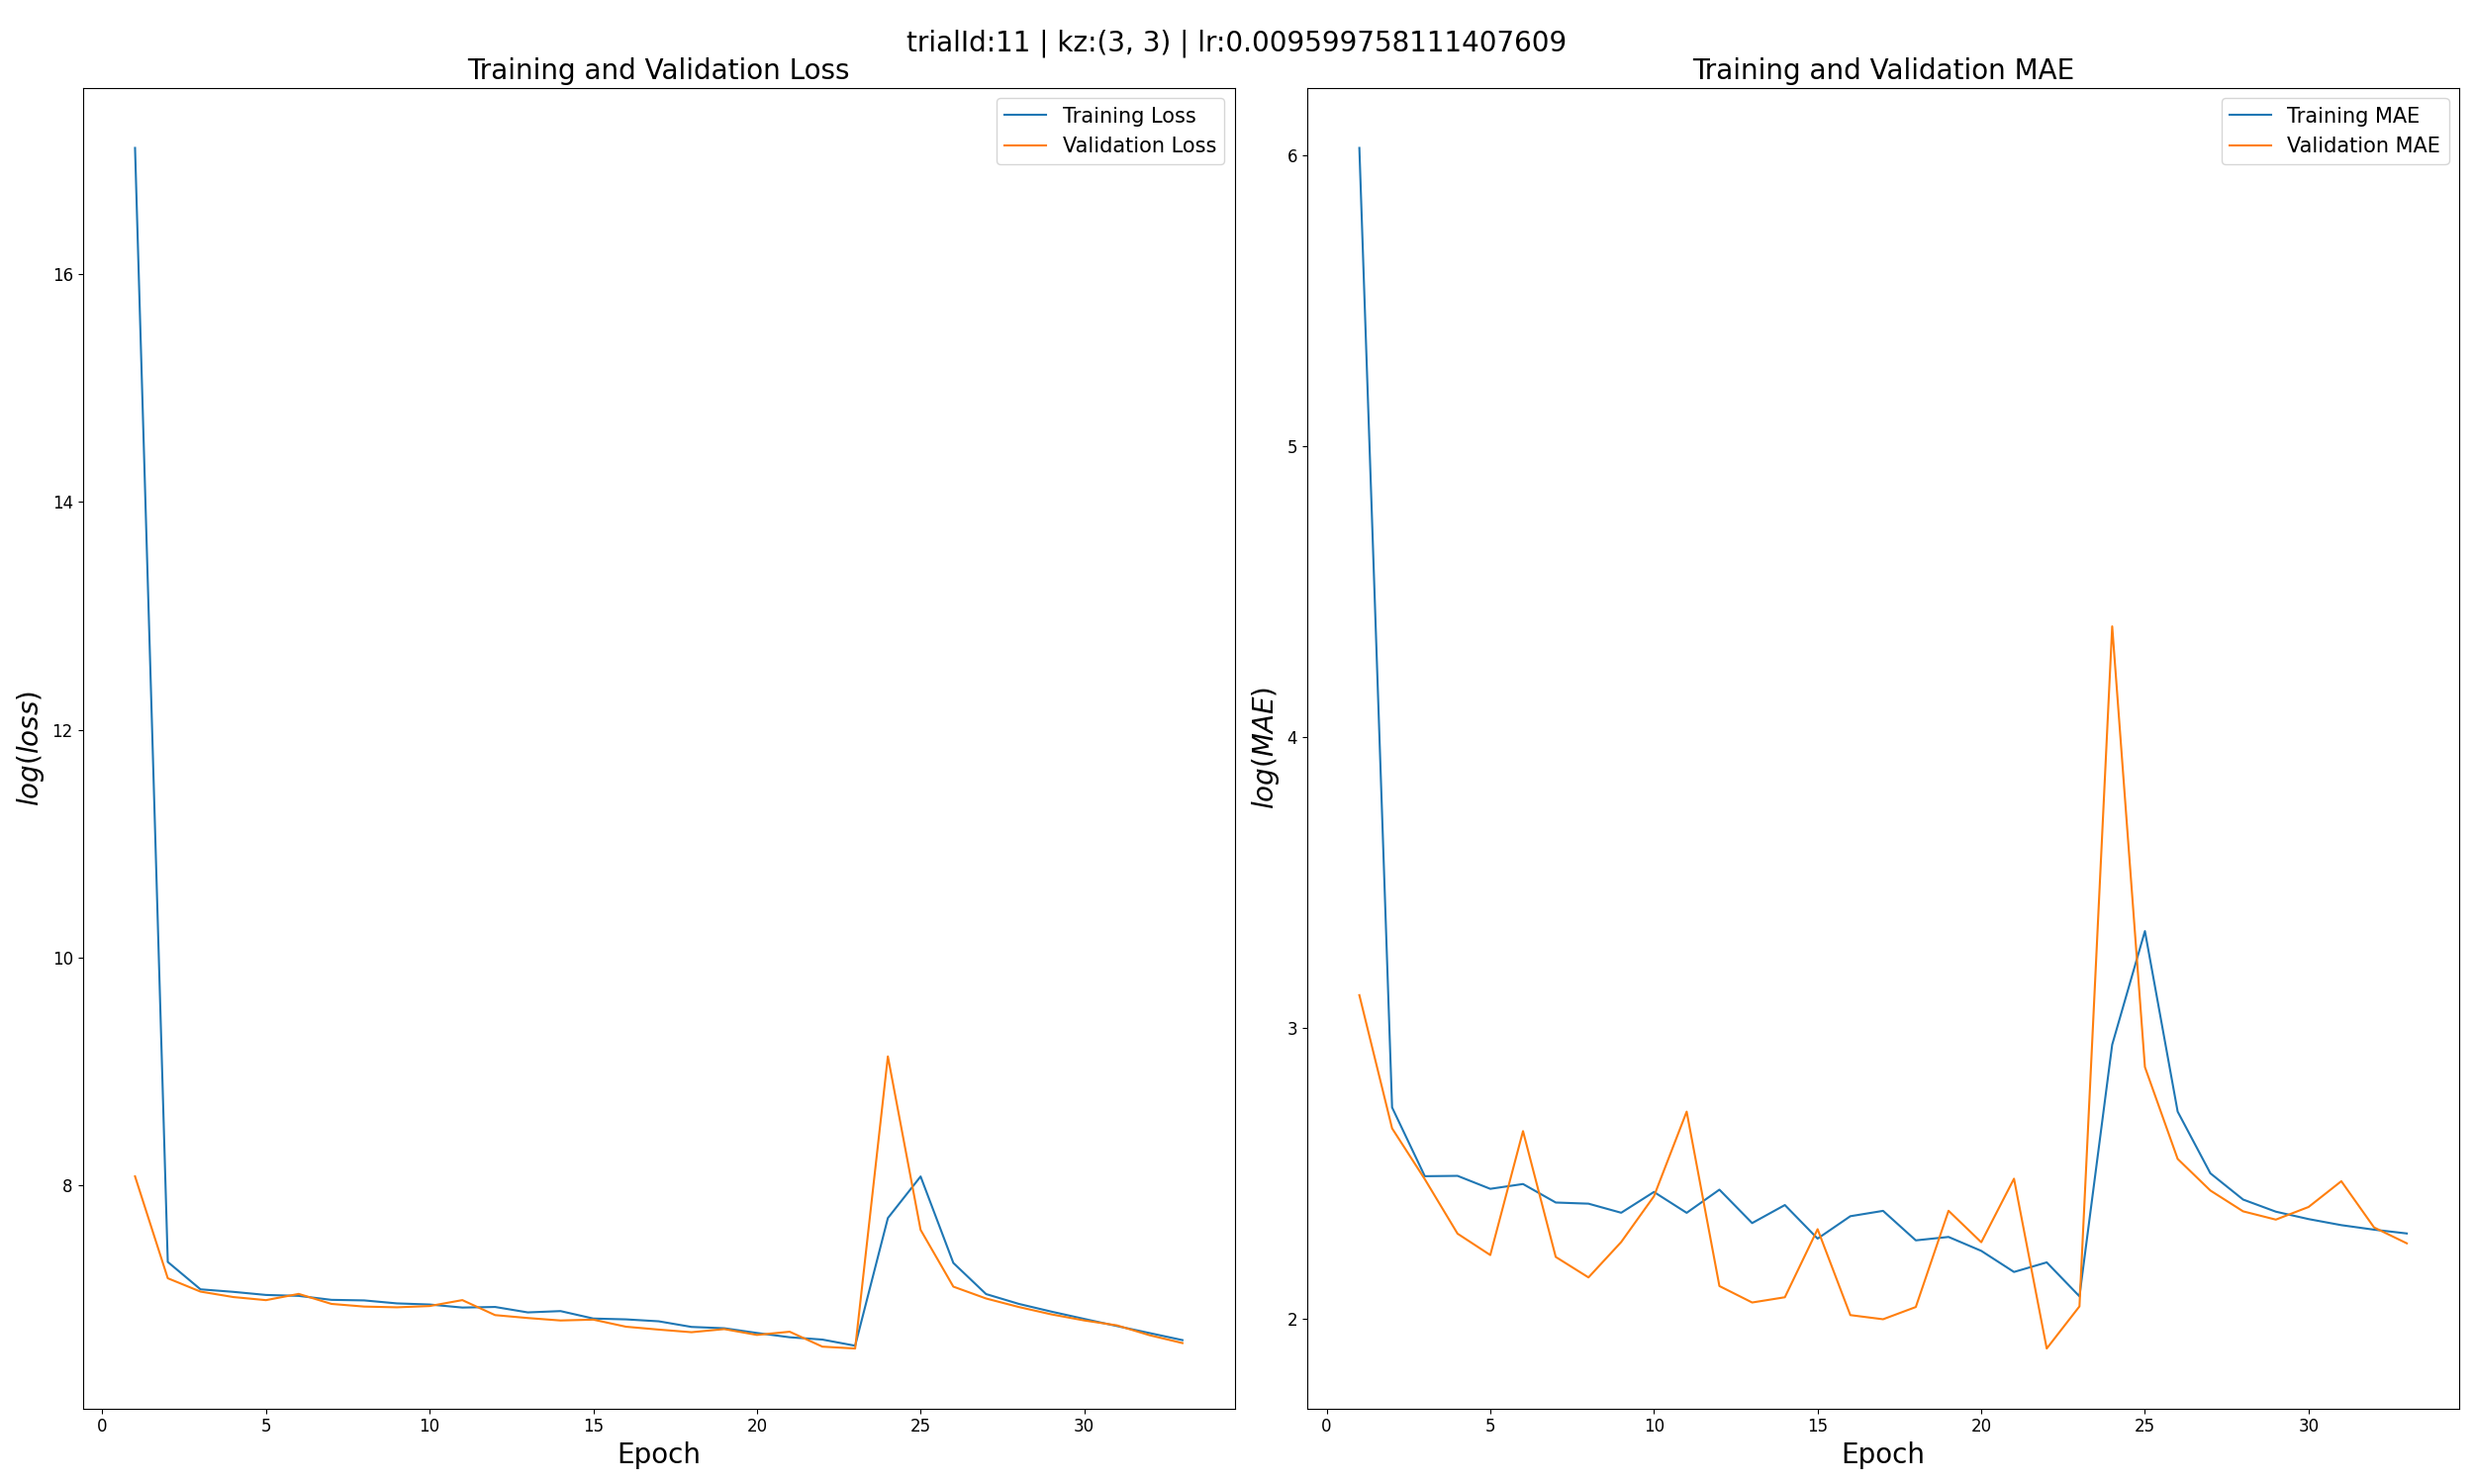 trialId:11 | kz:(3, 3) | lr:0.009599758111407609
Training and Validation Loss
Training Loss
Validation Loss
16
14
12
10
8
log(loss)
0 5 10 15 20 25 30
Epoch
Training and Validation MAE
Training MAE
Validation MAE
6
5
4
3
2
log(MAE)
0 5 10 15 20 25 30
Epoch